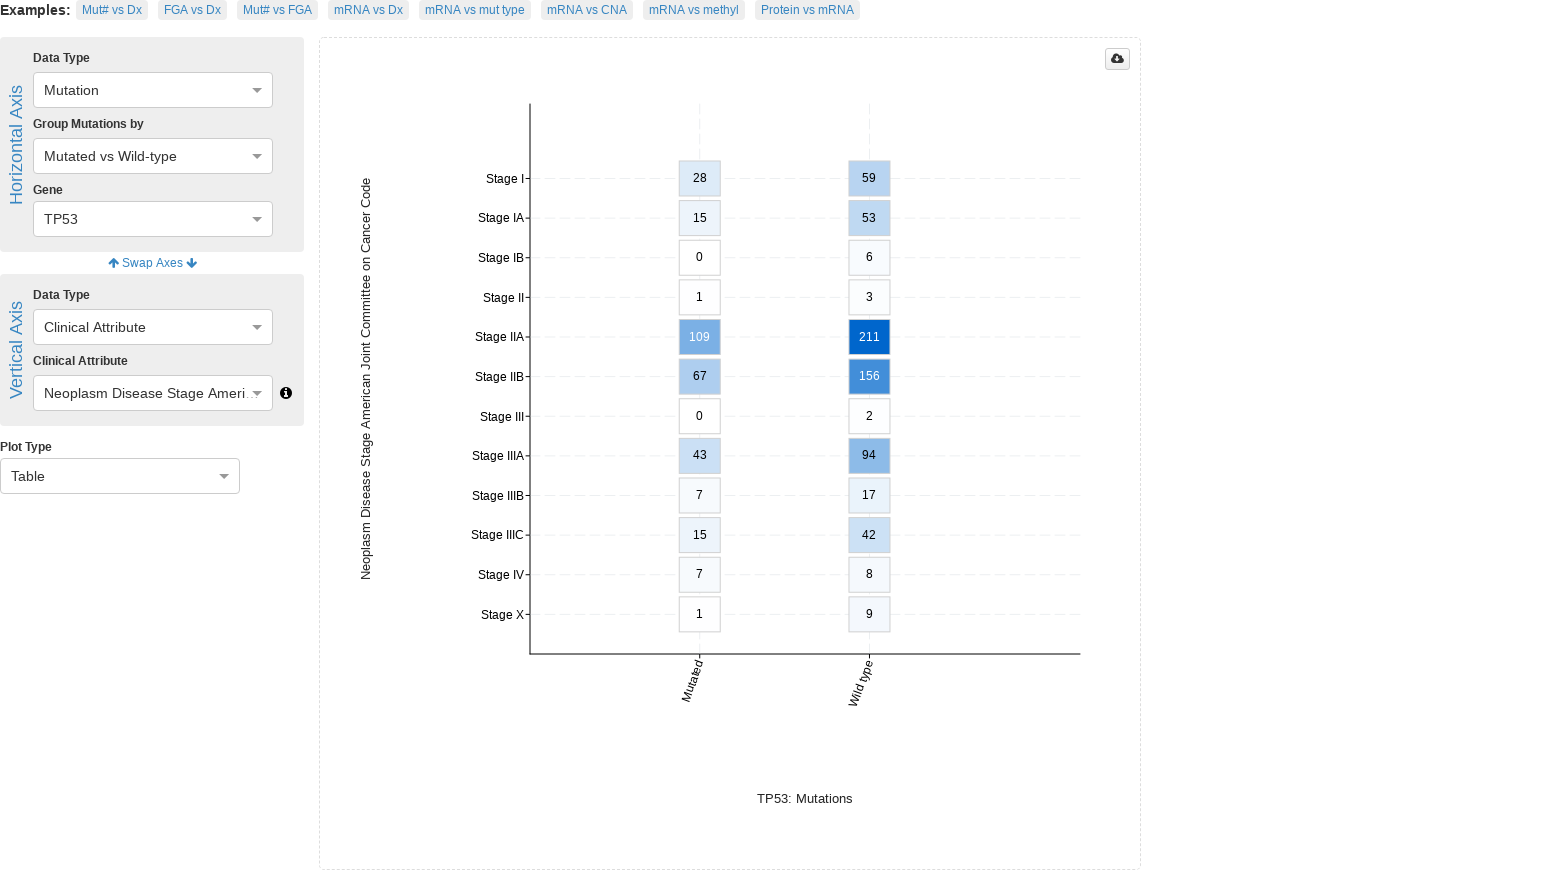 Examples: Mut# vs Dx FGA vs Dx Mut# vs FGA mRNA vs Dx mRNA vs mut type mRNA vs CNA mRNA vs methyl Protein vs mRNA
Horizontal Axis
Data Type
Mutation
Group Mutations by
Mutated vs Wild-type
Gene
TP53
Swap Axes
Vertical Axis
Data Type
Clinical Attribute
Clinical Attribute
Neoplasm Disease Stage Ameri...
Plot Type
Table
Neoplasm Disease Stage American Joint Committee on Cancer Code
Stage I 28 59
Stage IA 15 53
Stage IB 0 6
Stage II 1 3
Stage IIA 109 211
Stage IIB 67 156
Stage III 0 2
Stage IIIA 43 94
Stage IIIB 7 17
Stage IIIC 15 42
Stage IV 7 8
Stage X 1 9
Mutated Wild type
TP53: Mutations